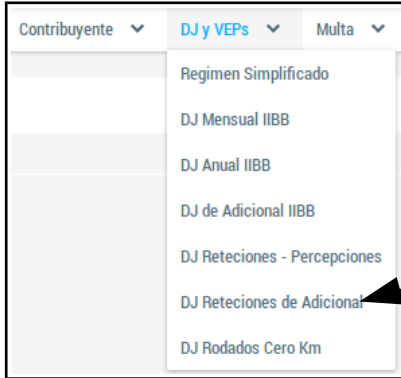 Contribuyente DJ y VEPs Multa
Regimen Simplificado
DJ Mensual IIBB
DJ Anual IIBB
DJ de Adicional IIBB
DJ Reteciones - Percepciones
DJ Reteciones de Adicional
DJ Rodados Cero Km